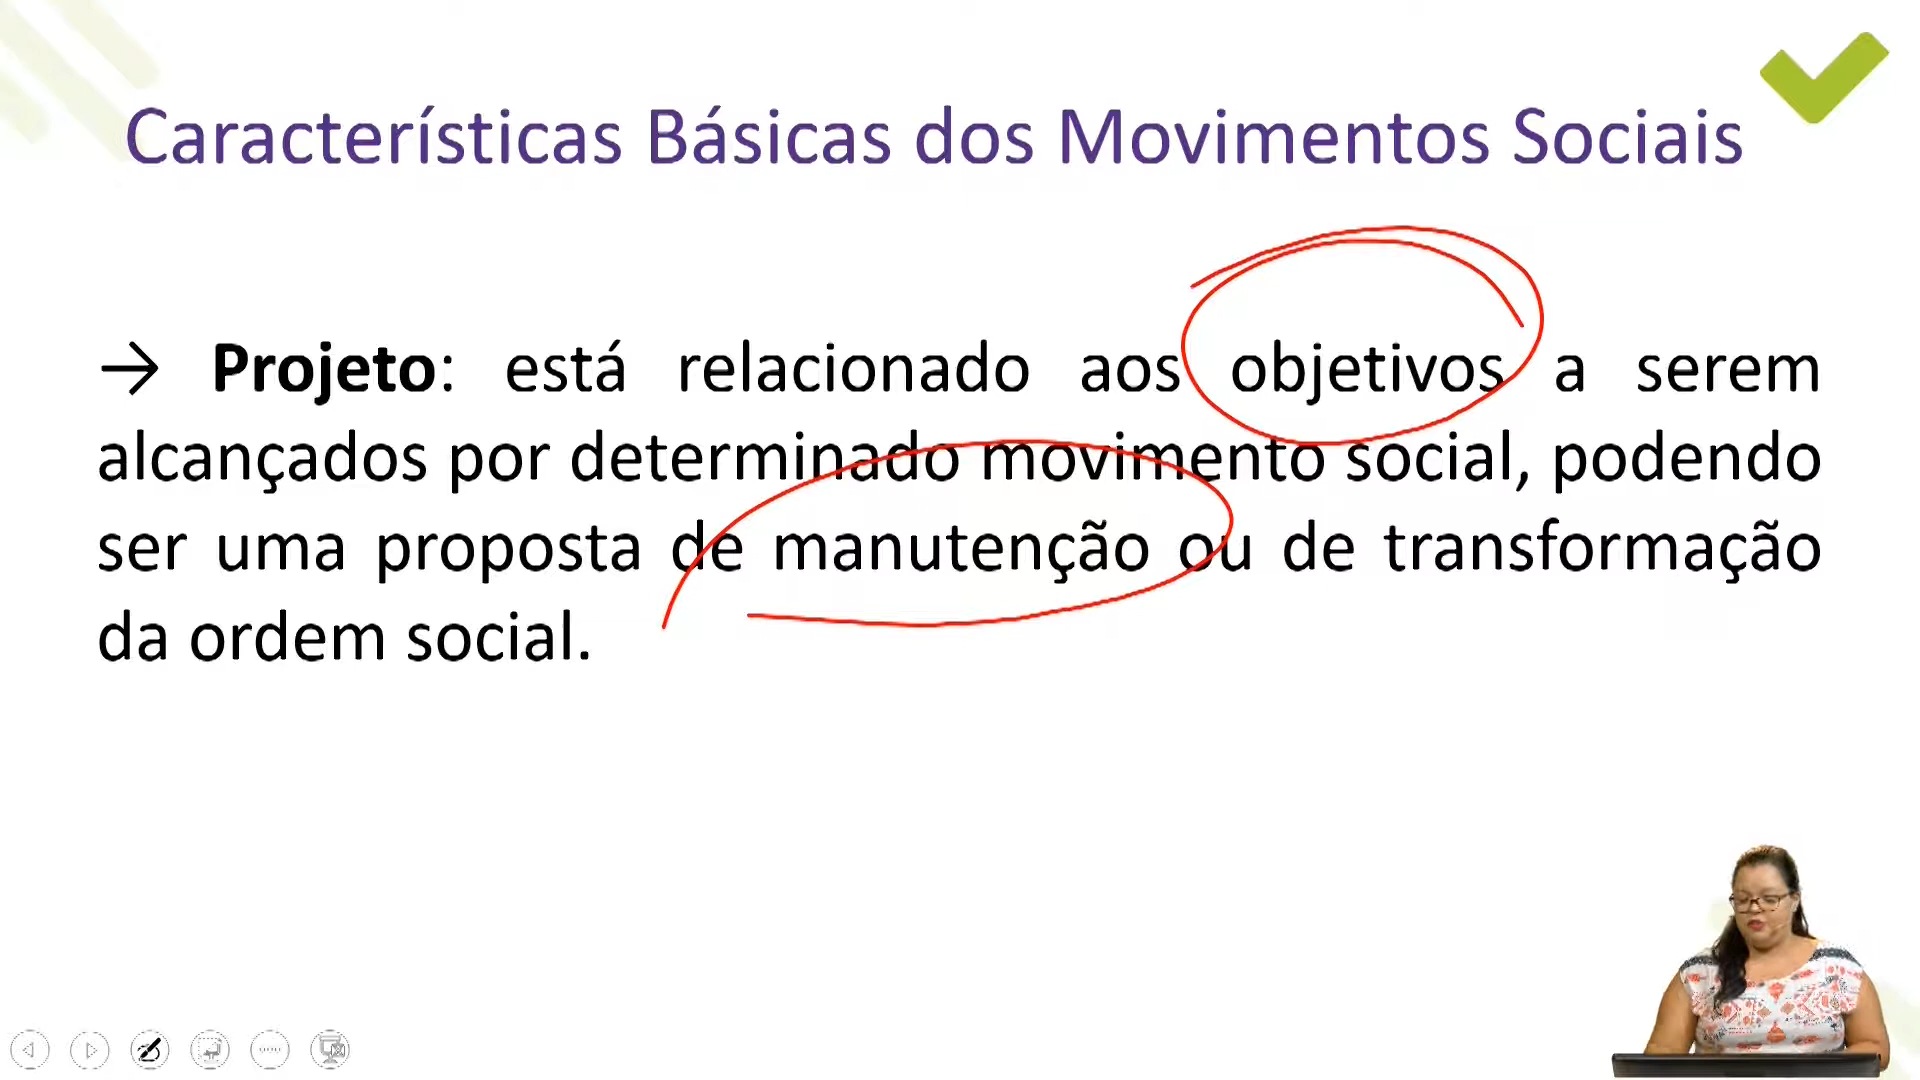 Características Básicas dos Movimentos Sociais
→ Projeto: está relacionado aos objetivos a serem
alcançados por determinado movimento social, podendo
ser uma proposta de manutenção ou de transformação
da ordem social.